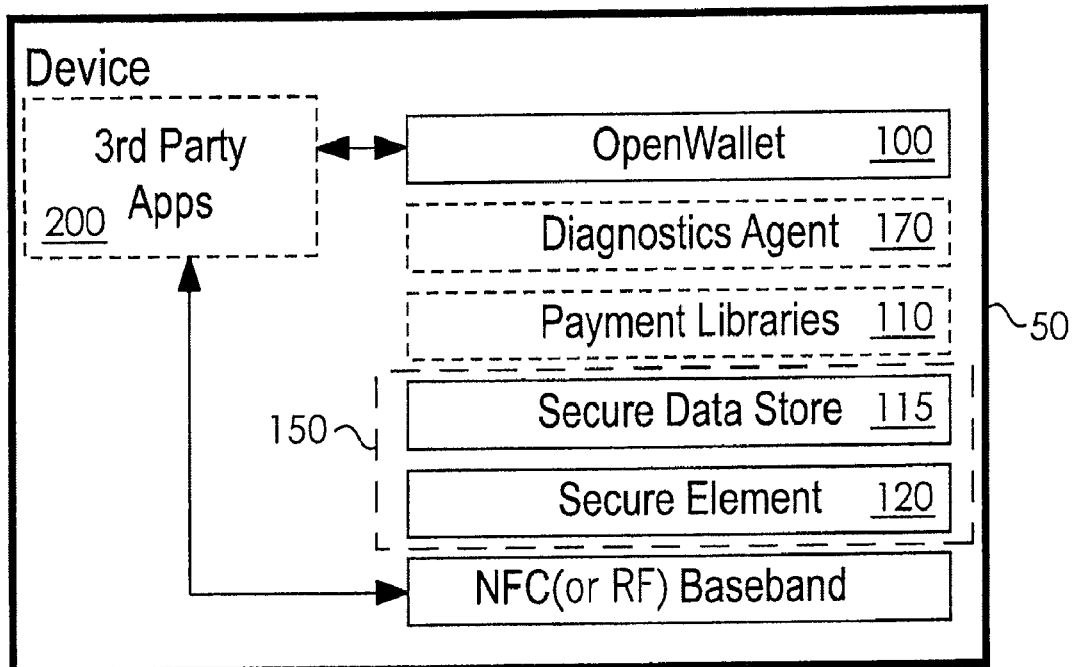 Device
3rd Party
Apps
200
OpenWallet 100
Diagnostics Agent 170
Payment Libraries 110
50
Secure Data Store 115
150
Secure Element 120
NFC(or RF) Baseband